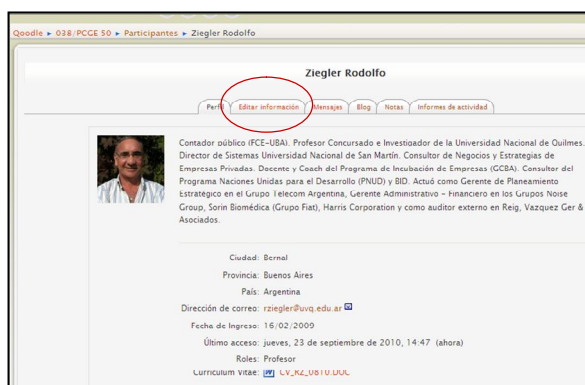 Qoodle ► 038/PCGE 50 ► Participantes ► Ziegler Rodolfo
Ziegler Rodolfo
Perfil Editar información Mensajes Blog Notas Informes de actividad
Contador público (FCE-UBA). Profesor Concursado e Investigador de la Universidad Nacional de Quilmes.
Director de Sistemas Universidad Nacional de San Martín. Consultor de Negocios y Estrategias de
Empresas Privadas. Docente y Coach del Programa de Incubación de Empresas (GCBA). Consultor del
Programa Naciones Unidas para el Desarrollo (PNUD) y BID. Actuó como Gerente de Planeamiento
Estratégico en el Grupo Telecom Argentina, Gerente Administrativo - Financiero en los Grupos Noise
Group, Sorin Biomédica (Grupo Fiat), Harris Corporation y como auditor externo en Reig, Vazquez Ger &
Asociados.
Ciudad: Bernal
Provincia: Buenos Aires
País: Argentina
Dirección de correo: rziegler@uvq.edu.ar
Fecha de Ingreso: 16/02/2009
Último acceso: jueves, 23 de septiembre de 2010, 14:47 (ahora)
Roles: Profesor
Curriculum Vitae: CV_RZ_0810.DOC